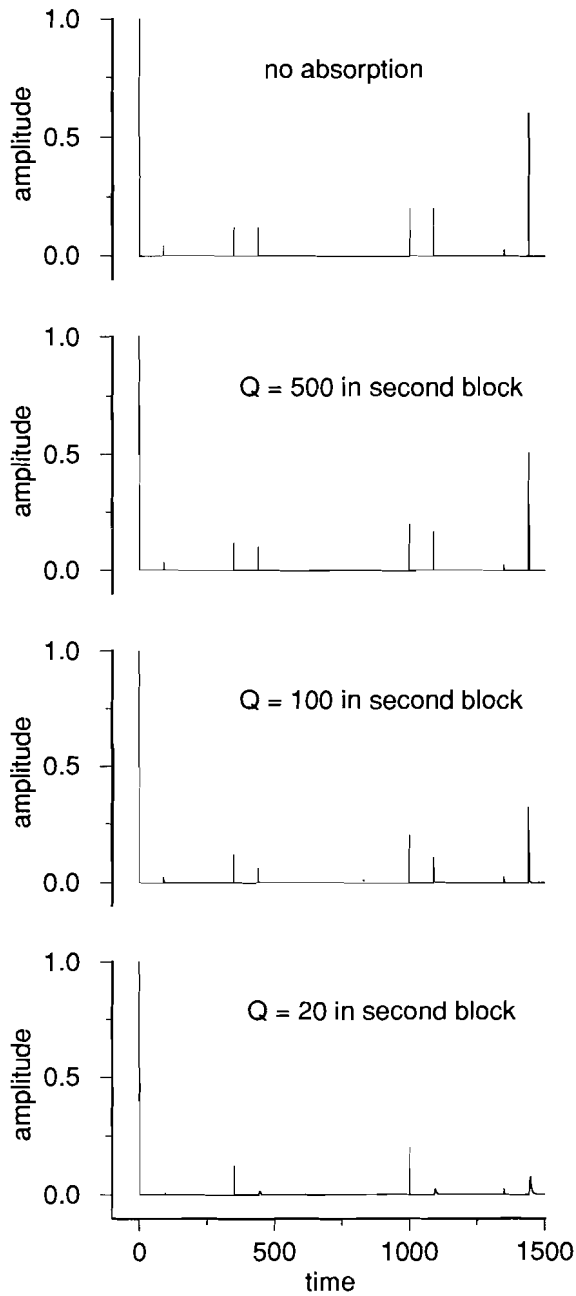 1.0
no absorption
amplitude
0.5
0.0
1.0
Q = 500 in second block
amplitude
0.5
0.0
1.0
Q = 100 in second block
amplitude
0.5
0.0
1.0
Q = 20 in second block
amplitude
0.5
0.0
0 500 1000 1500
time